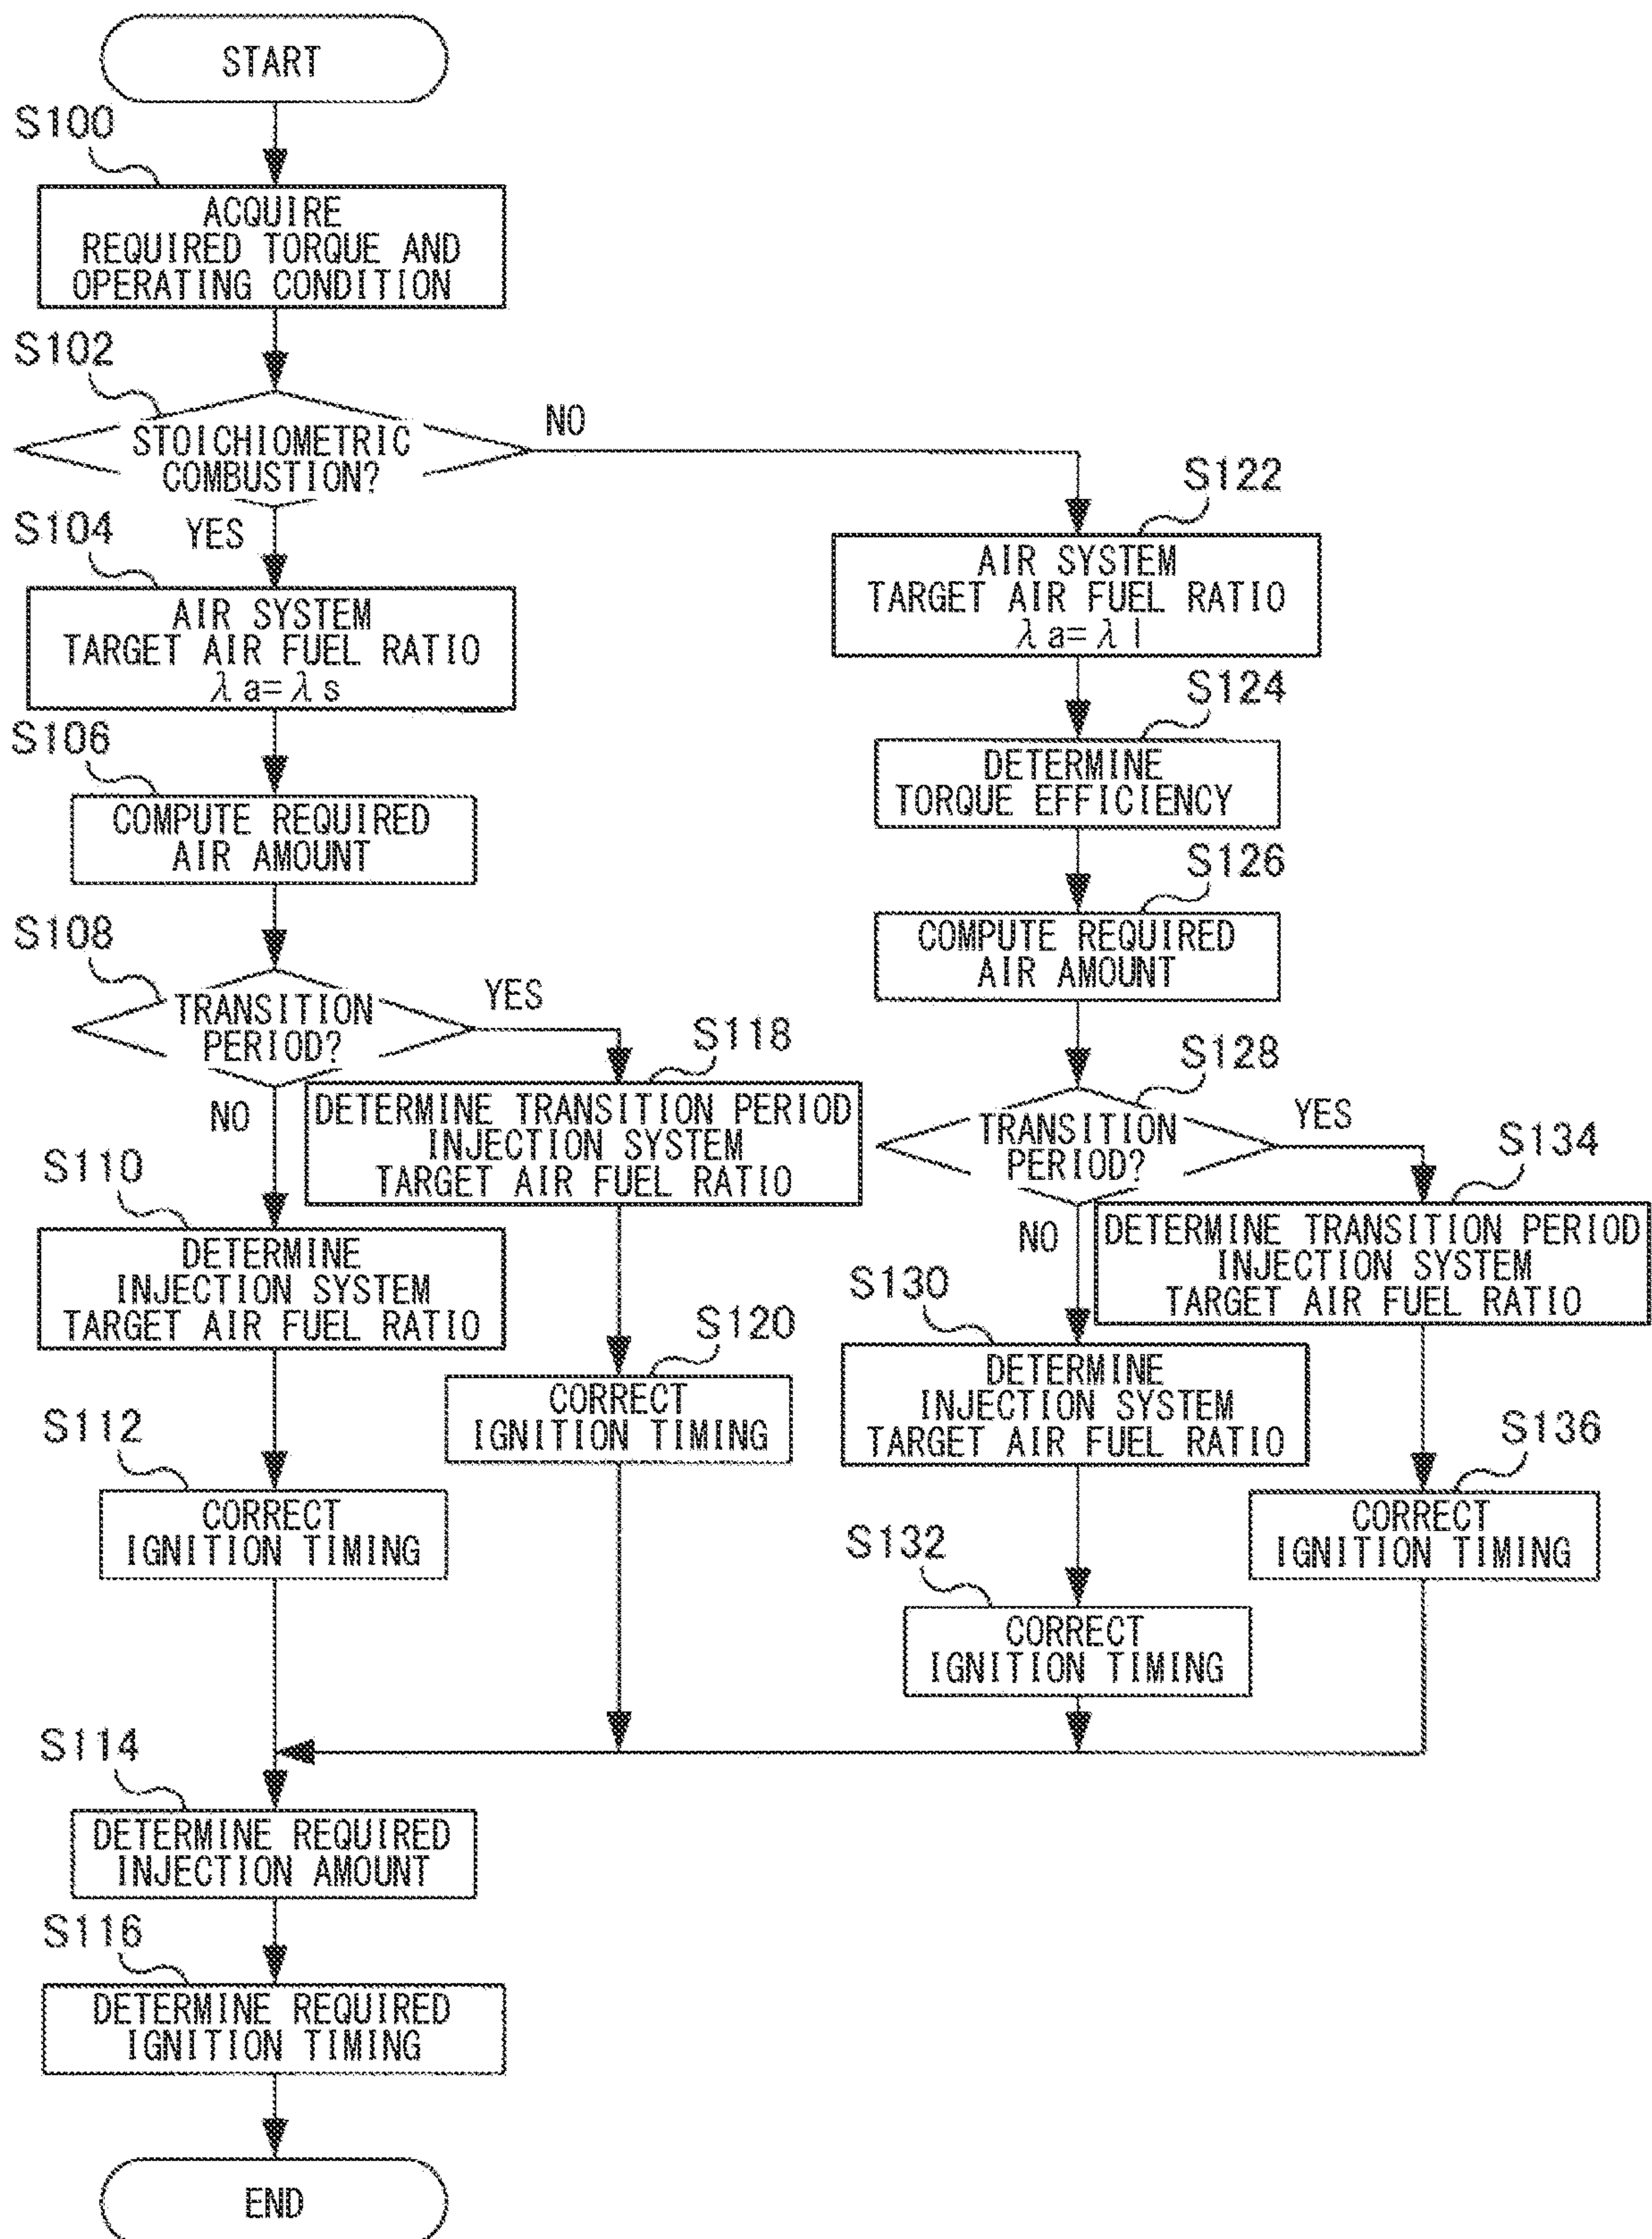 START
S100
ACQUIRE
REQUIRED TORQUE AND
OPERATING CONDITION
S102
STOICHIOMETRIC
COMBUSTION?
NO
YES
S104
AIR SYSTEM
TARGET AIR FUEL RATIO
λa=λs
S106
COMPUTE REQUIRED
AIR AMOUNT
S108
TRANSITION
PERIOD?
YES
NO
S110
DETERMINE
INJECTION SYSTEM
TARGET AIR FUEL RATIO
S112
CORRECT
IGNITION TIMING
S118
DETERMINE TRANSITION PERIOD
INJECTION SYSTEM
TARGET AIR FUEL RATIO
S120
CORRECT
IGNITION TIMING
S122
AIR SYSTEM
TARGET AIR FUEL RATIO
λa=λl
S124
DETERMINE
TORQUE EFFICIENCY
S126
COMPUTE REQUIRED
AIR AMOUNT
S128
TRANSITION
PERIOD?
YES
NO
S130
DETERMINE
INJECTION SYSTEM
TARGET AIR FUEL RATIO
S132
CORRECT
IGNITION TIMING
S134
DETERMINE TRANSITION PERIOD
INJECTION SYSTEM
TARGET AIR FUEL RATIO
S136
CORRECT
IGNITION TIMING
S114
DETERMINE REQUIRED
INJECTION AMOUNT
S116
DETERMINE REQUIRED
IGNITION TIMING
END